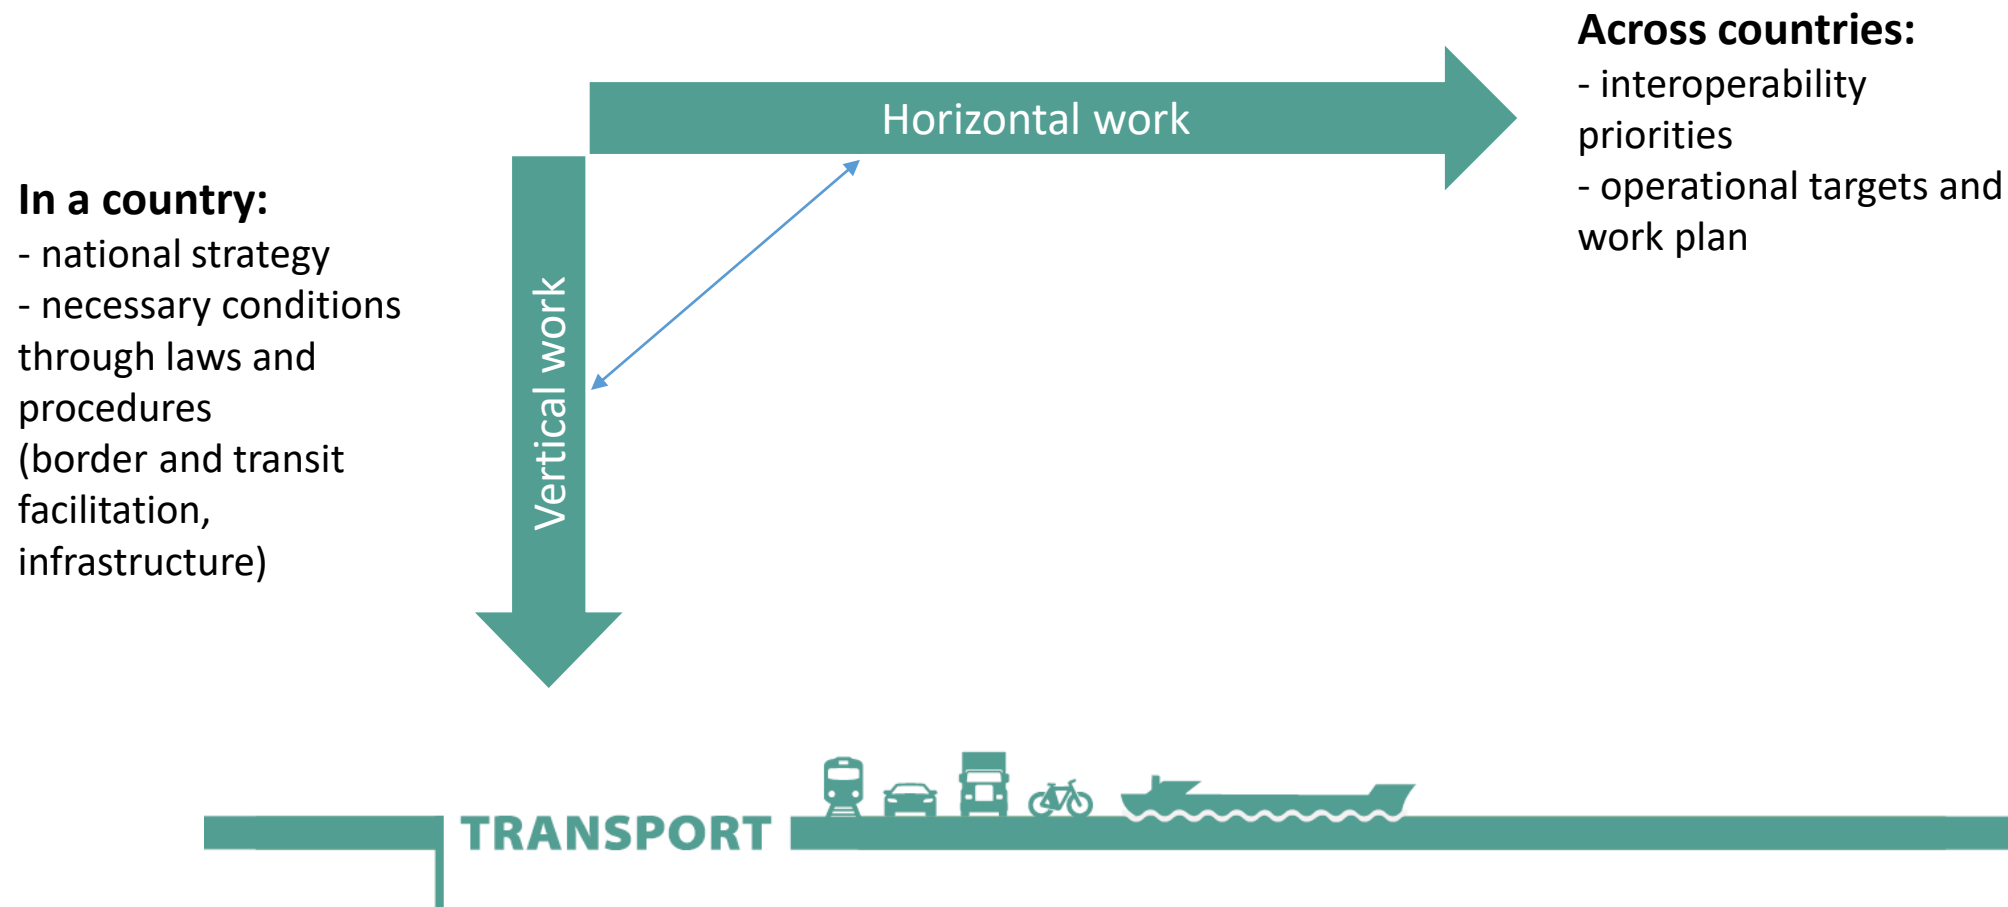 Across countries:
- interoperability
priorities
- operational targets and
work plan
Horizontal work
In a country:
- national strategy
- necessary conditions
through laws and
procedures
(border and transit
facilitation,
infrastructure)
Vertical work
TRANSPORT